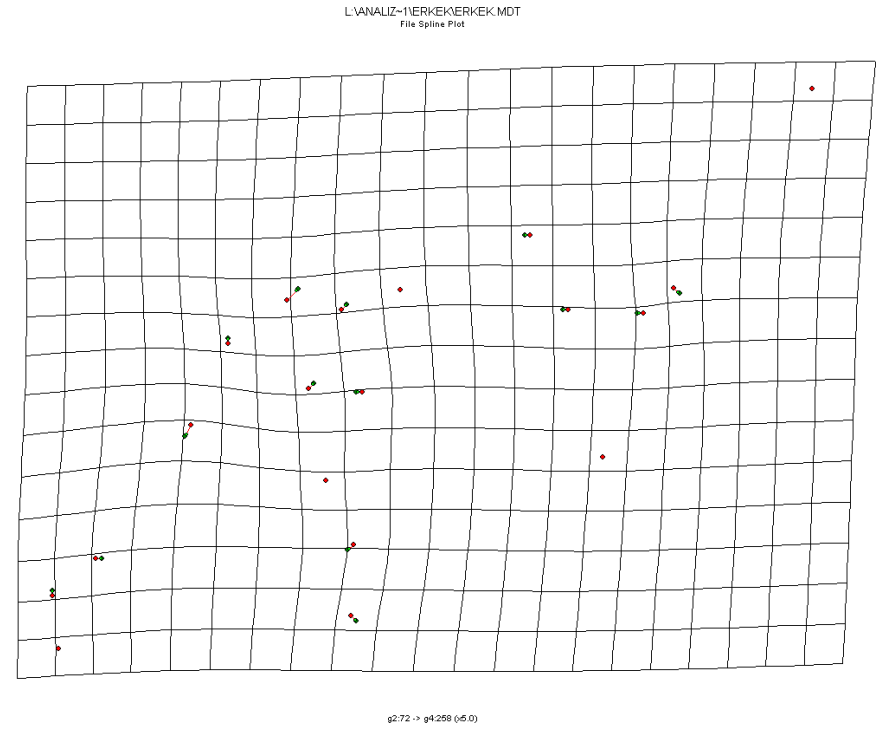 L:\ANALIZ~1\ERKEK\ERKEK.MDT
File Spline Plot
g2:72 -> g4:258 (x5.0)